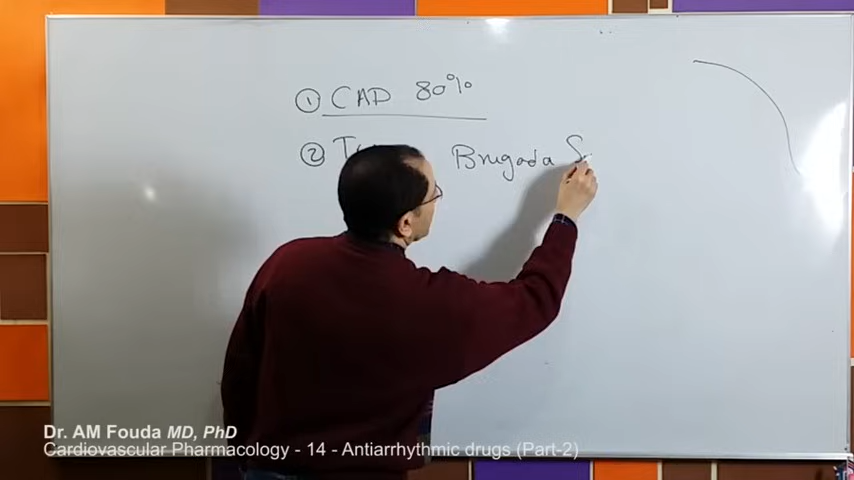 ① CAD 80%
② Brugada S
Dr. AM Fouda MD, PhD
Cardiovascular Pharmacology - 14 - Antiarrhythmic drugs (Part-2)